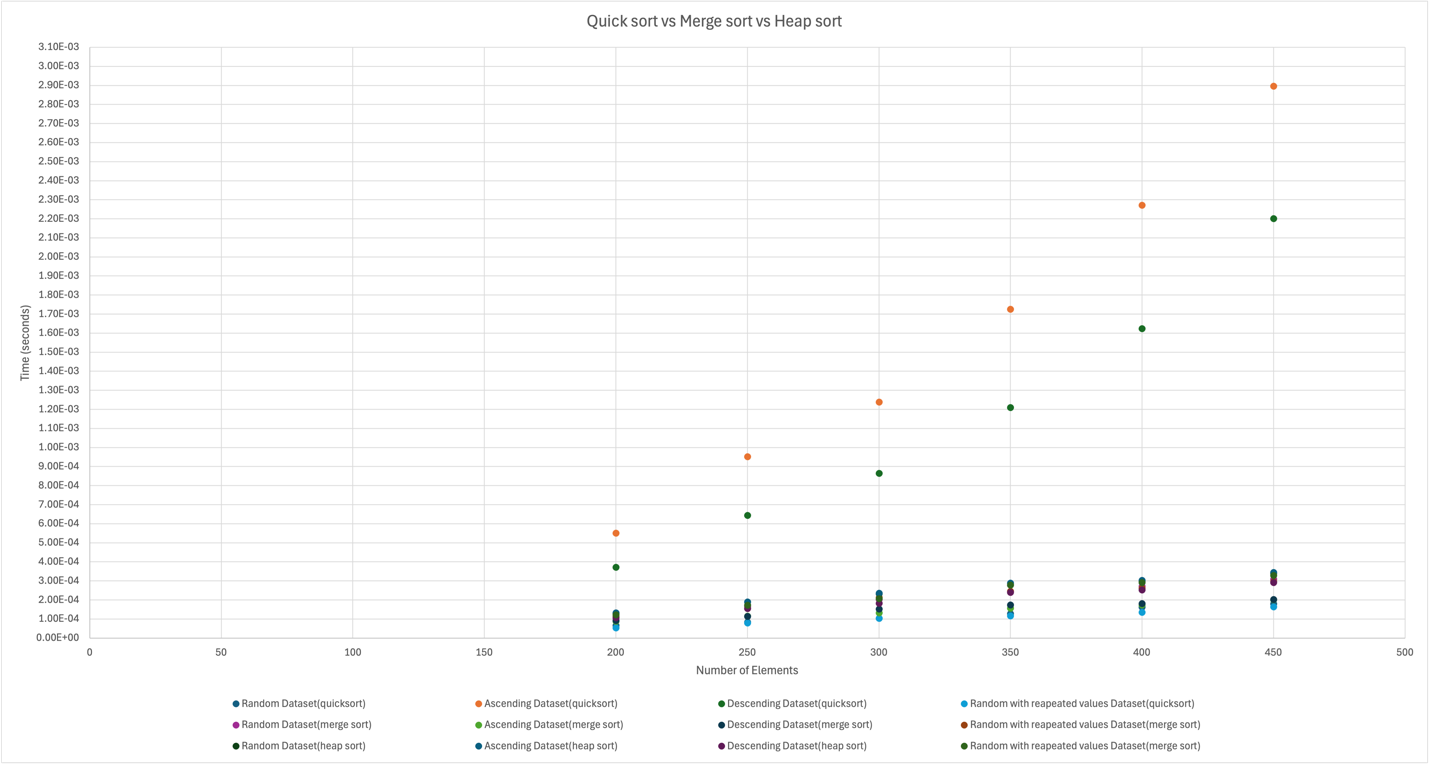 Quick sort vs Merge sort vs Heap sort
3.10E-03
3.00E-03
2.90E-03
2.80E-03
2.70E-03
2.60E-03
2.50E-03
2.40E-03
2.30E-03
2.20E-03
2.10E-03
2.00E-03
1.90E-03
1.80E-03
1.70E-03
1.60E-03
1.50E-03
1.40E-03
1.30E-03
1.20E-03
1.10E-03
1.00E-03
9.00E-04
8.00E-04
7.00E-04
6.00E-04
5.00E-04
4.00E-04
3.00E-04
2.00E-04
1.00E-04
0.00E+00
Time (seconds)
0 50 100 150 200 250 300 350 400 450 500
Number of Elements
Random Dataset(quicksort) Ascending Dataset(quicksort) Descending Dataset(quicksort) Random with reapeated values Dataset(quicksort)
Random Dataset(merge sort) Ascending Dataset(merge sort) Descending Dataset(merge sort) Random with reapeated values Dataset(merge sort)
Random Dataset(heap sort) Ascending Dataset(heap sort) Descending Dataset(heap sort) Random with reapeated values Dataset(merge sort)